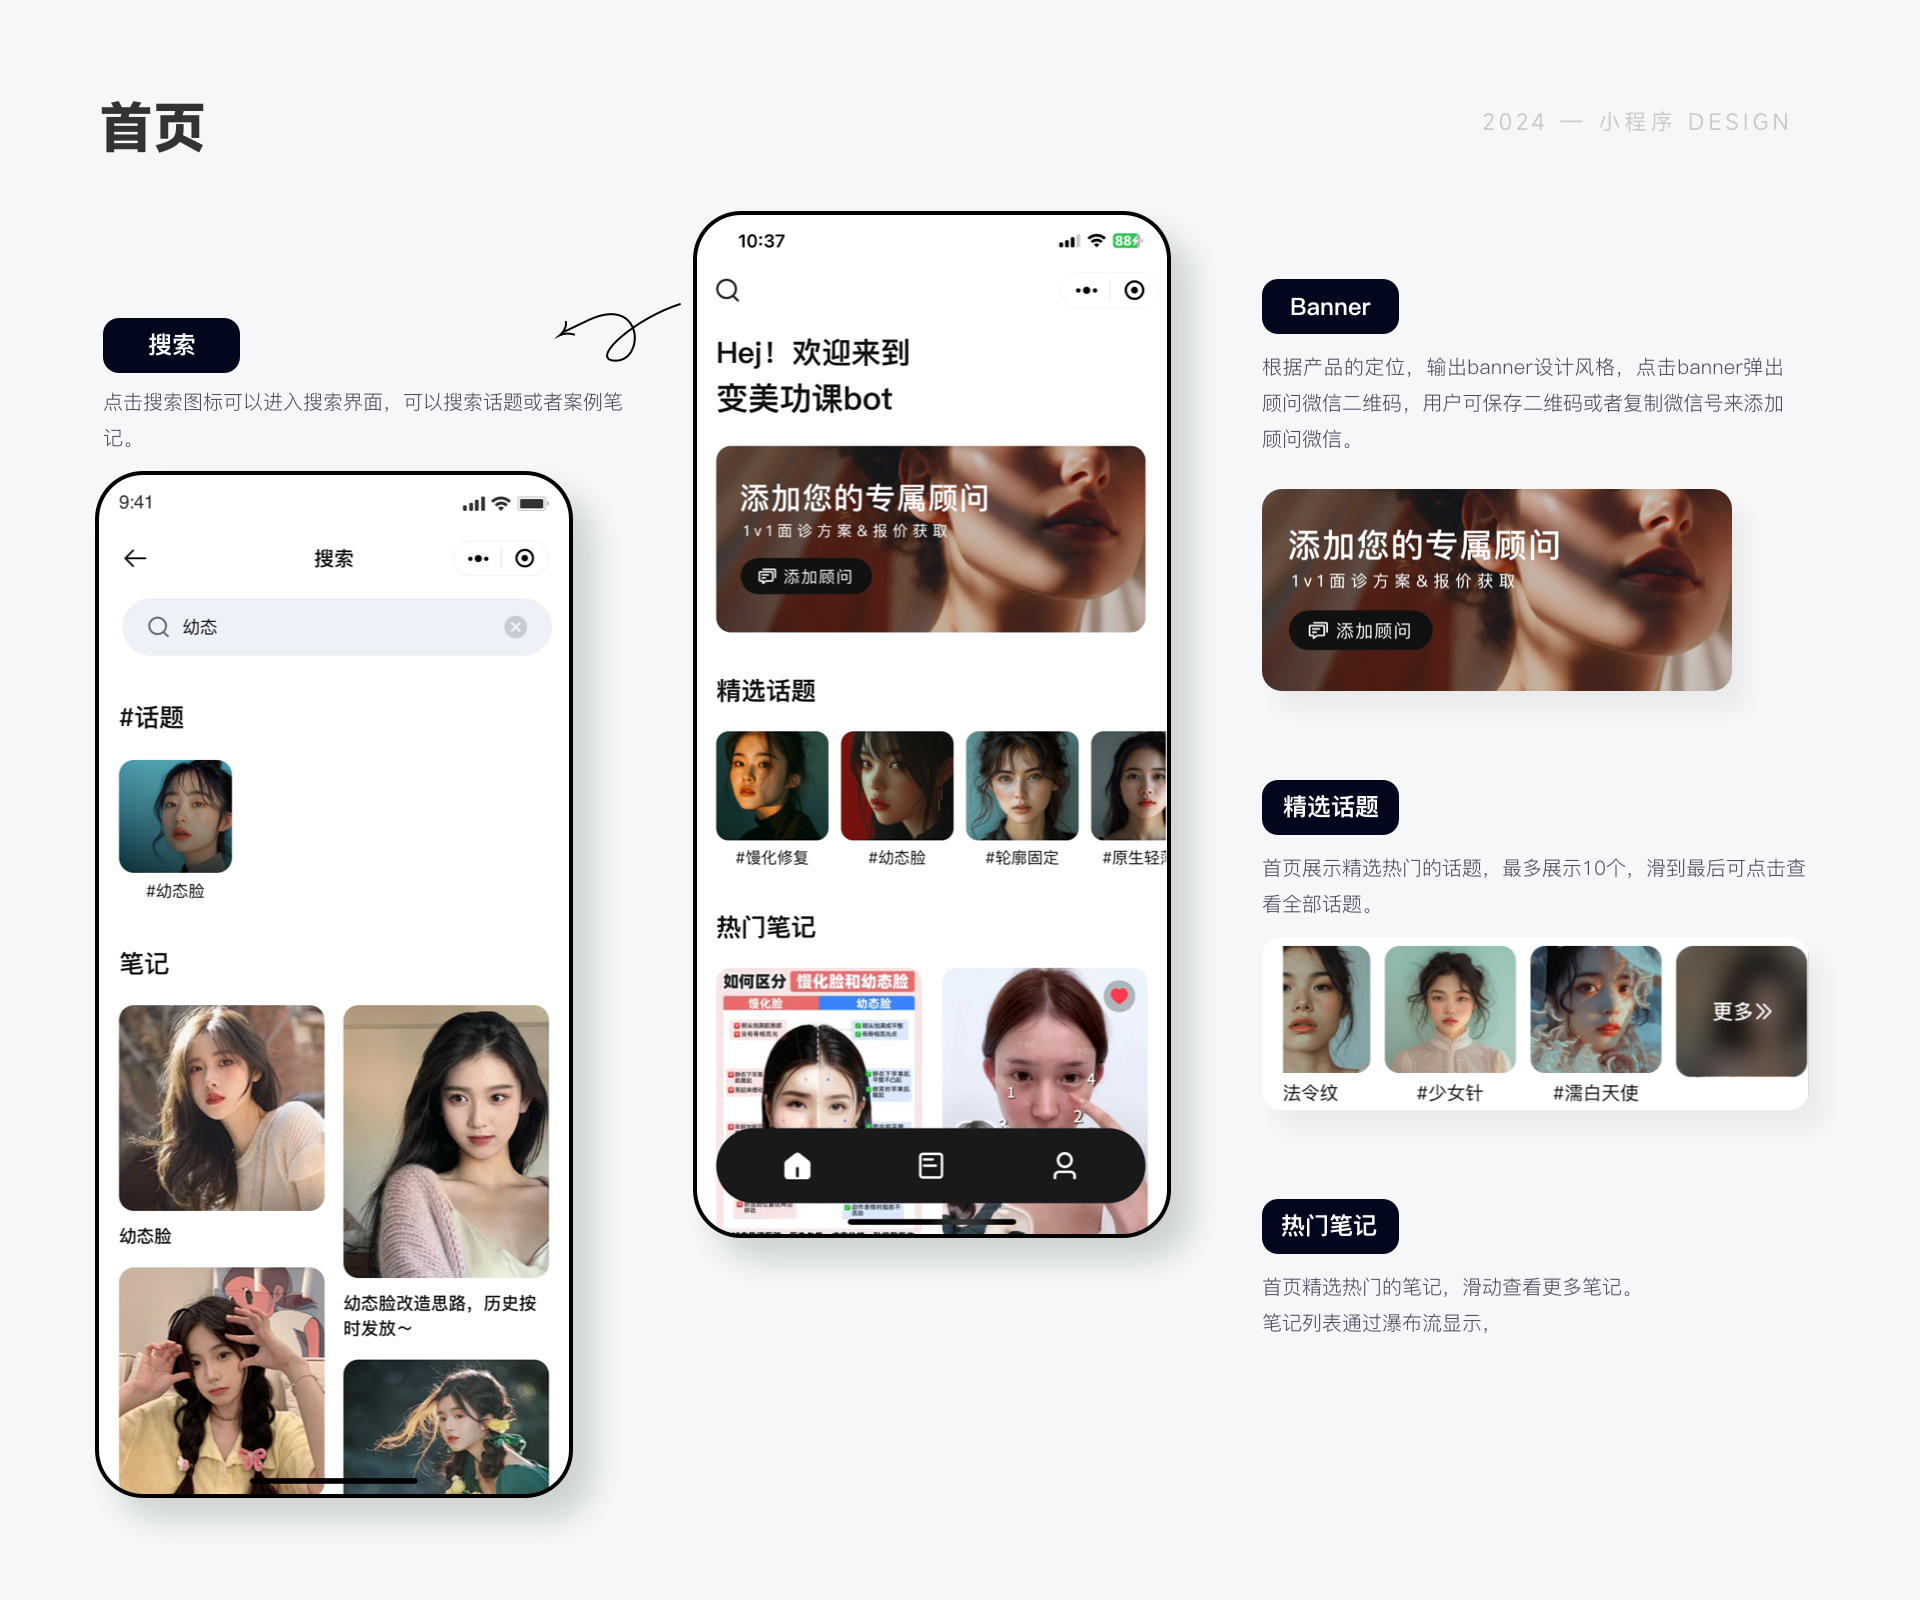 首页
2024 — 小程序 DESIGN
搜索
点击搜索图标可以进入搜索界面，可以搜索话题或者案例笔
记。
9:41
搜索
幼态
#话题
#幼态脸
笔记
幼态脸
幼态脸改造思路，历史按
时发放～
10:37
88
Hej！欢迎来到
变美功课bot
添加您的专属顾问
1v1面诊方案&报价获取
添加顾问
精选话题
#馒化修复
#幼态脸
#轮廓固定
#原生轻
热门笔记
如何区分 馒化脸和幼态脸
馒化脸
幼态脸
1
4
2
3
Banner
根据产品的定位，输出banner设计风格，点击banner弹出
顾问微信二维码，用户可保存二维码或者复制微信号来添加
顾问微信。
添加您的专属顾问
1v1面诊方案&报价获取
添加顾问
精选话题
首页展示精选热门的话题，最多展示10个，滑到最后可点击查
看全部话题。
更多
法令纹
#少女针
#濡白天使
热门笔记
首页精选热门的笔记，滑动查看更多笔记。
笔记列表通过瀑布流显示，